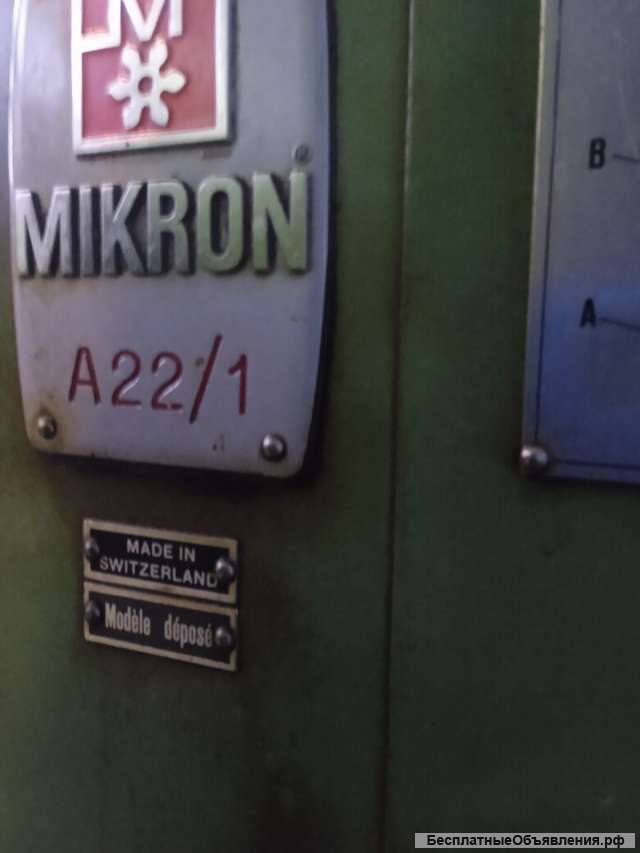 M
MIKRON
A22/1
MADE IN
SWITZERLAND
Modèle déposé
B
A
БесплатныеОбъявления.рф